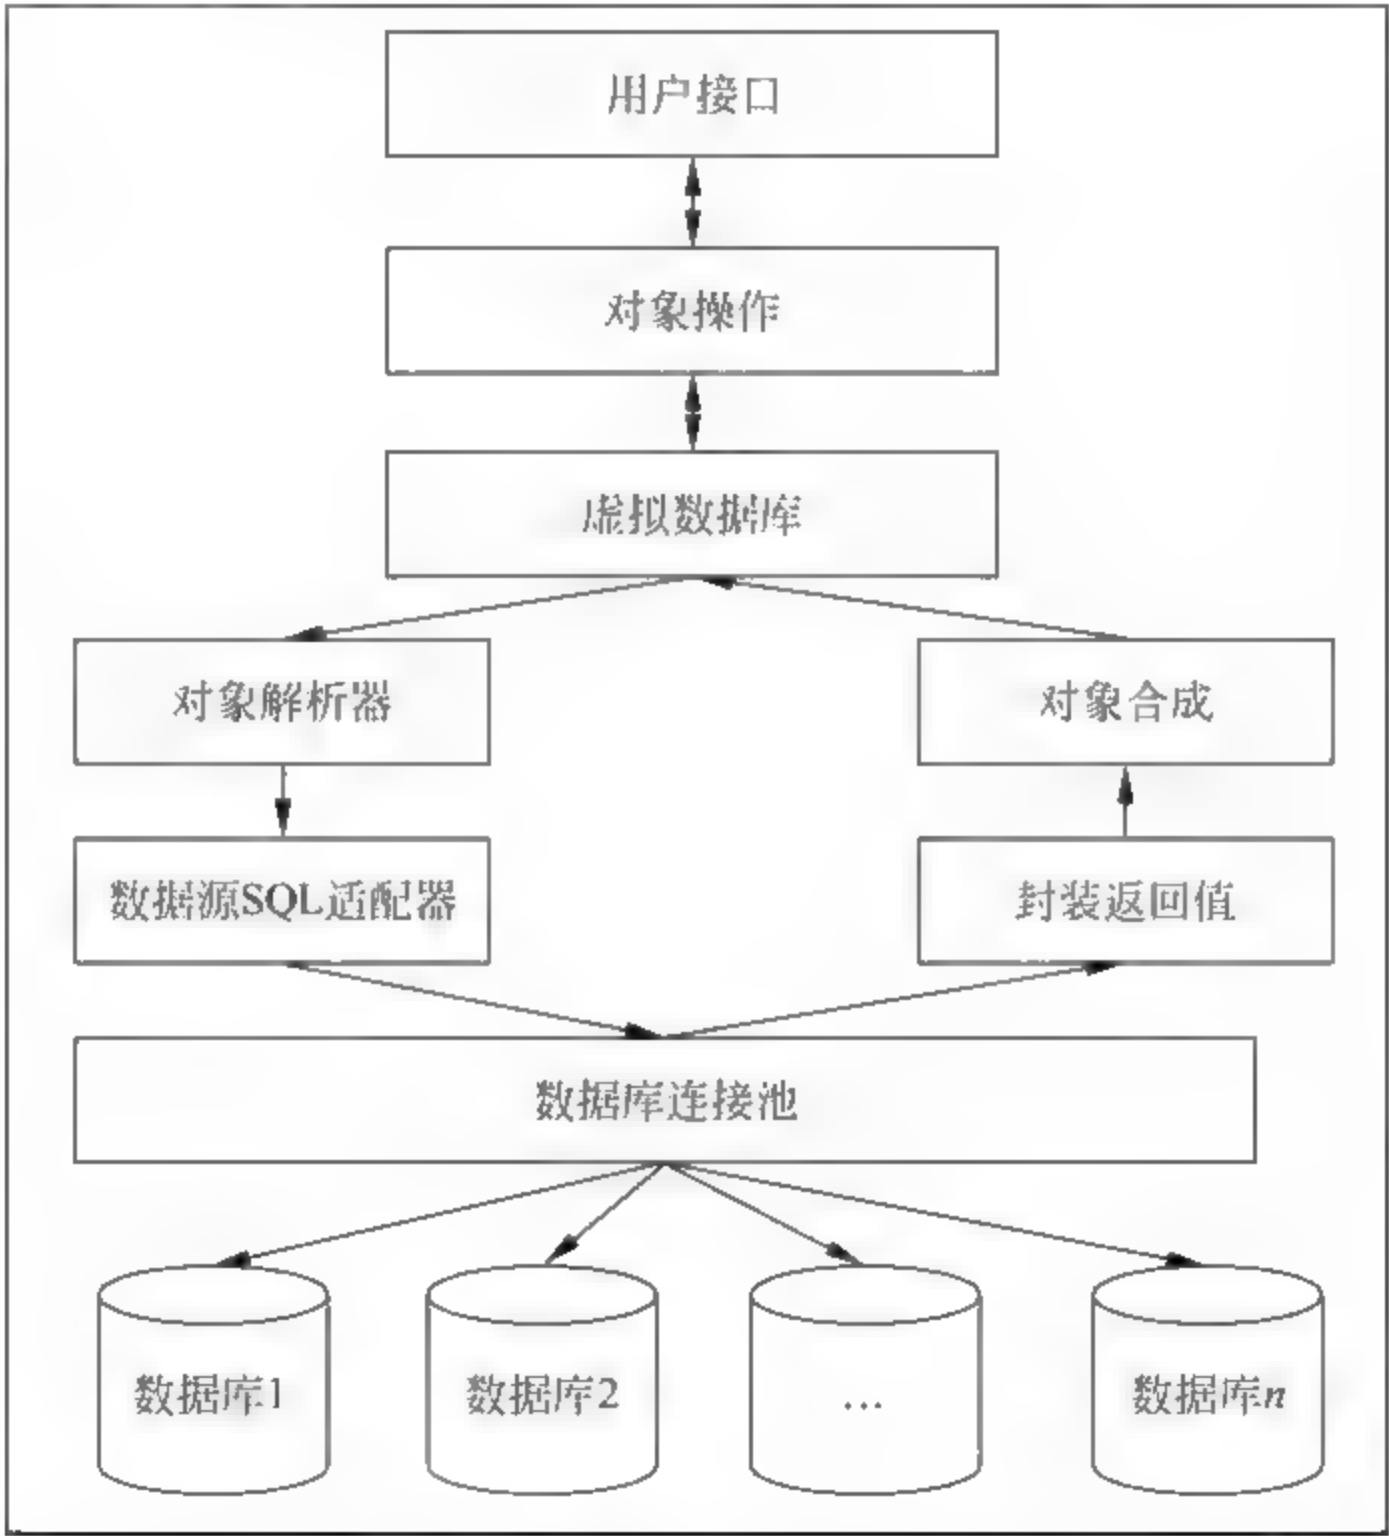 用户接口
对象操作
虚拟数据库
对象解析器
对象合成
数据源SQL适配器
封装返回值
数据库连接池
数据库1
数据库2
…
数据库n